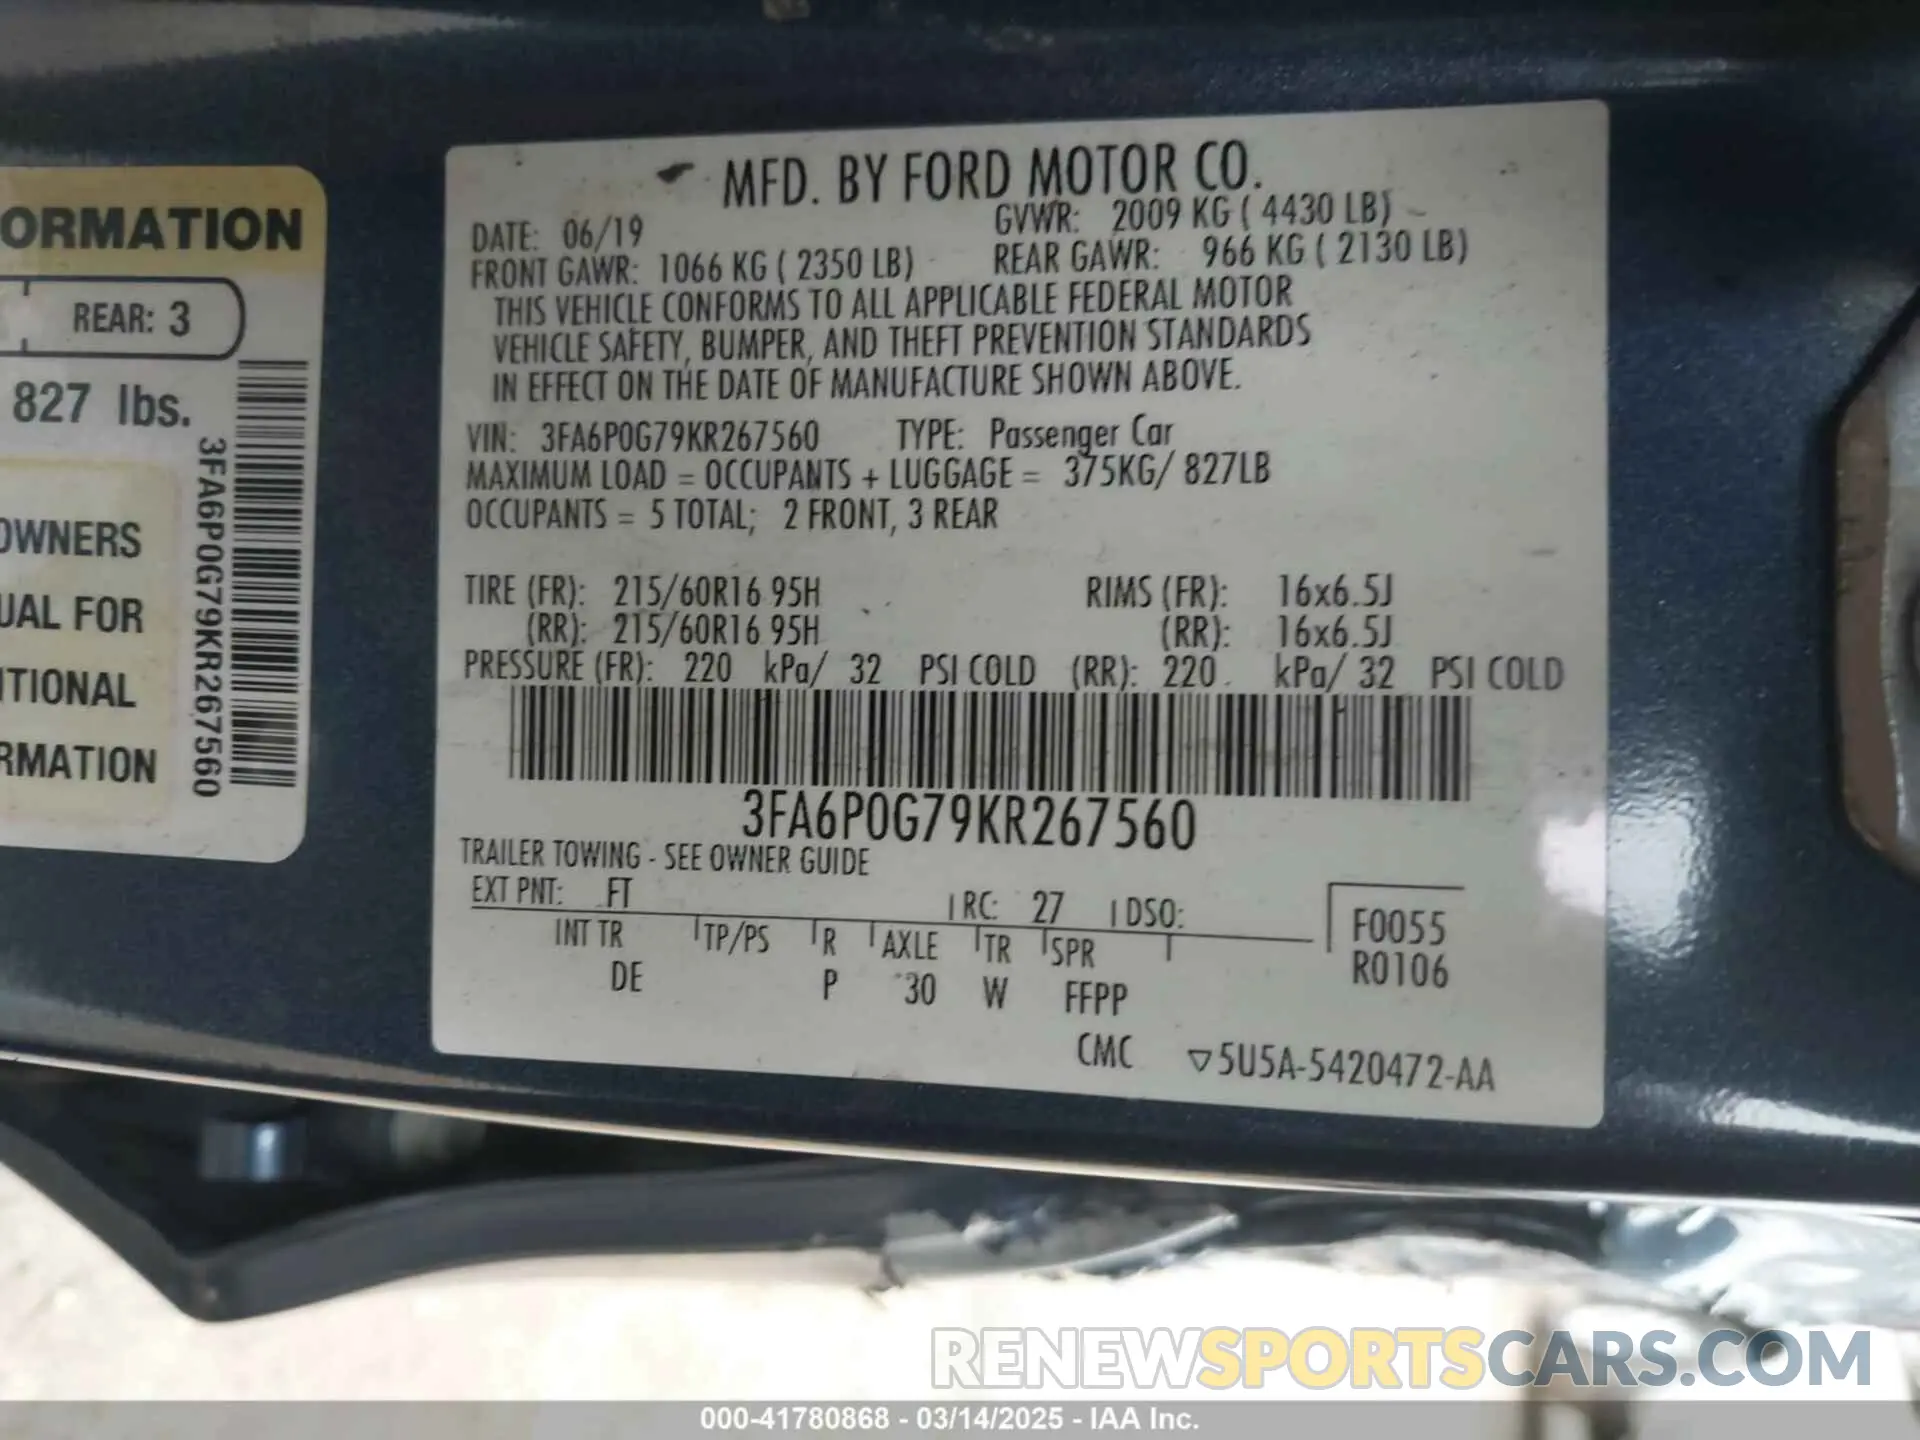 ORMATION
REAR: 3
827 lbs.
3FA6P0G79KR267560
OWNERS
UAL FOR
ITIONAL
RMATION
MFD. BY FORD MOTOR CO.
DATE: 06/19 GVWR: 2009 KG ( 4430 LB)
FRONT GAWR: 1066 KG ( 2350 LB) REAR GAWR: 966 KG ( 2130 LB)
THIS VEHICLE CONFORMS TO ALL APPLICABLE FEDERAL MOTOR
VEHICLE SAFETY, BUMPER, AND THEFT PREVENTION STANDARDS
IN EFFECT ON THE DATE OF MANUFACTURE SHOWN ABOVE.
VIN: 3FA6P0G79KR267560 TYPE: Passenger Car
MAXIMUM LOAD = OCCUPANTS + LUGGAGE = 375KG/ 827LB
OCCUPANTS = 5 TOTAL; 2 FRONT, 3 REAR
TIRE (FR): 215/60R16 95H RIMS (FR): 16x6.5J
(RR): 215/60R16 95H (RR): 16x6.5J
PRESSURE (FR): 220 kPa/ 32 PSI COLD (RR): 220 kPa/ 32 PSI COLD
3FA6P0G79KR267560
TRAILER TOWING - SEE OWNER GUIDE
EXT PNT: FT RC: 27 DSO:
INT TR TP/PS R AXLE TR SPR
DE P 30 W FFPP
F0055
R0106
CMC ▽5U5A-5420472-AA
RENEWSPORTSCARS.COM
000-41780868 - 03/14/2025 - IAA Inc.